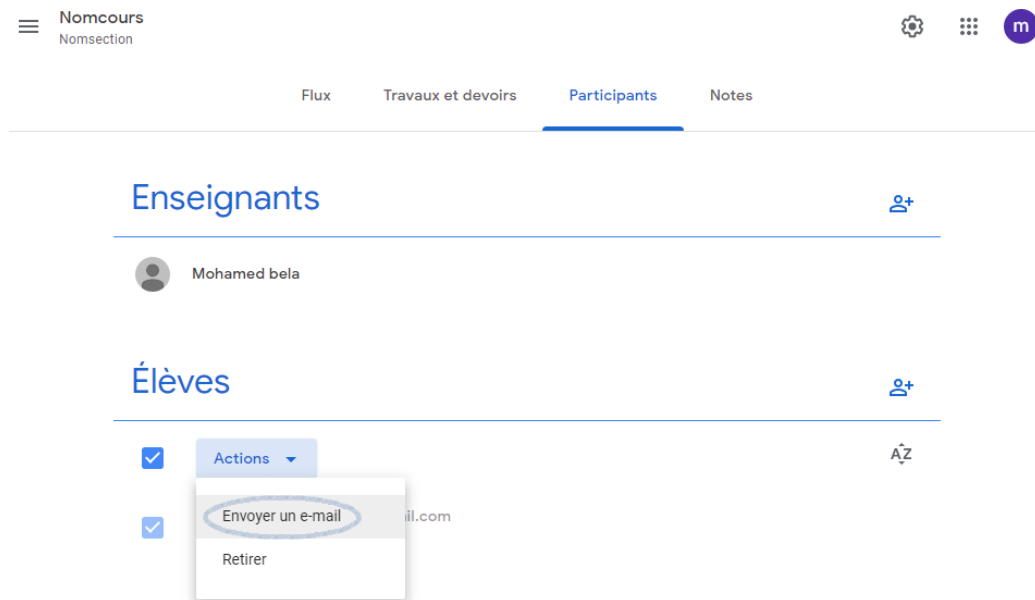 Nomcours
Nomsection
m
Flux Travaux et devoirs Participants Notes
Enseignants
Mohamed bela
Élèves
Actions
AZ
Envoyer un e-mail
il.com
Retirer